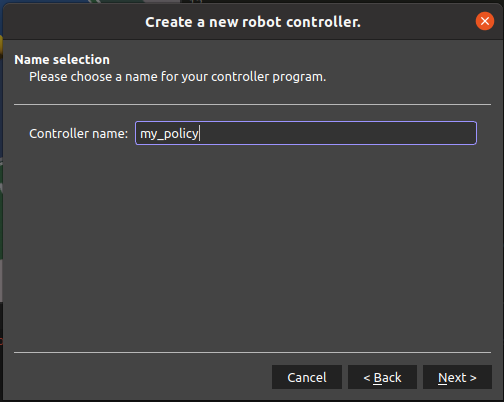 Create a new robot controller.
Name selection
Please choose a name for your controller program.
Controller name: my_policy
Cancel < Back Next >